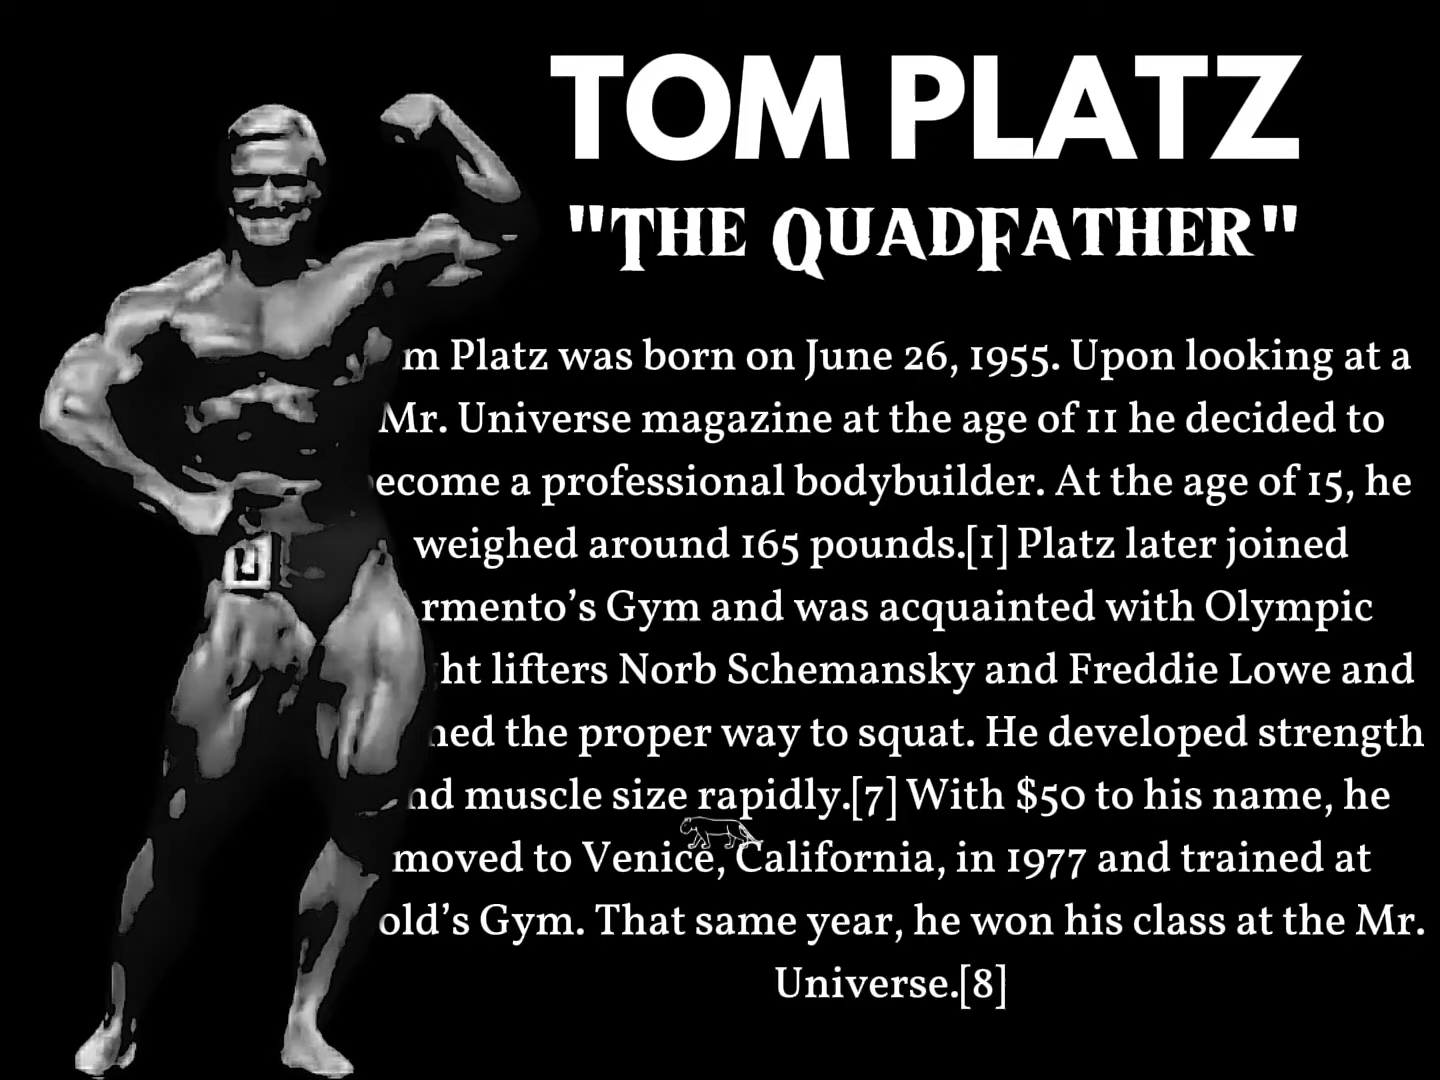 TOM PLATZ
"THE QUADFATHER"
m Platz was born on June 26, 1955. Upon looking at a
Mr. Universe magazine at the age of 11 he decided to
ecome a professional bodybuilder. At the age of 15, he
weighed around 165 pounds.[1] Platz later joined
rmento’s Gym and was acquainted with Olympic
ht lifters Norb Schemansky and Freddie Lowe and
ned the proper way to squat. He developed strength
nd muscle size rapidly.[7] With $50 to his name, he
moved to Venice, California, in 1977 and trained at
old’s Gym. That same year, he won his class at the Mr.
Universe.[8]